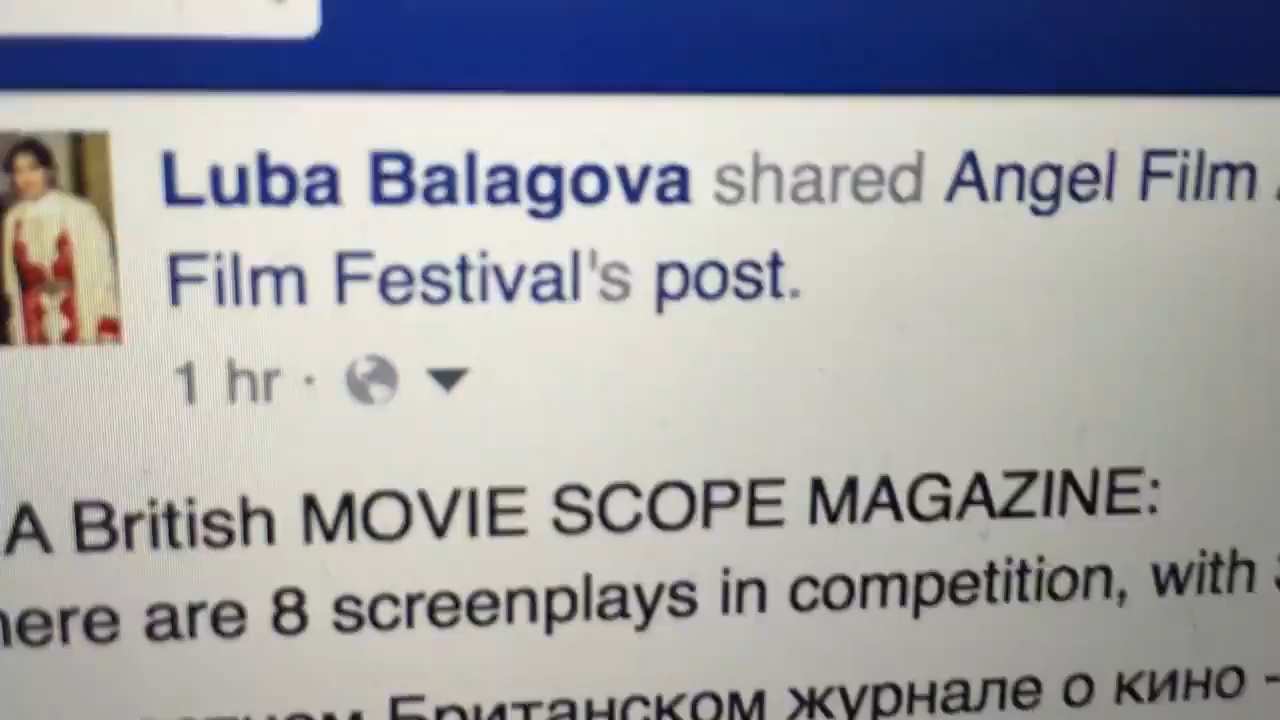 Luba Balagova shared Angel Film
Film Festival's post.
1 hr ·
A British MOVIE SCOPE MAGAZINE:
are 8 screenplays in competition, with
Британском журнале о кино -